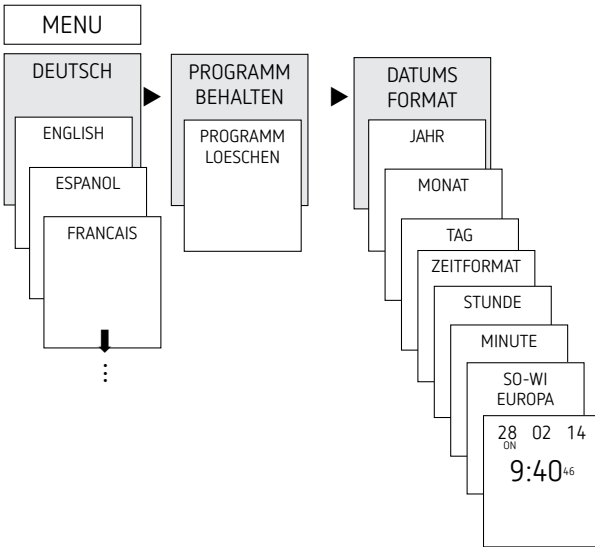 MENU
DEUTSCH
ENGLISH
ESPANOL
FRANCAIS
PROGRAMM
BEHALTEN
PROGRAMM
LOESCHEN
DATUMS
FORMAT
JAHR
MONAT
TAG
ZEITFORMAT
STUNDE
MINUTE
SO-WI
EUROPA
28 02 14
ON
9:40 46